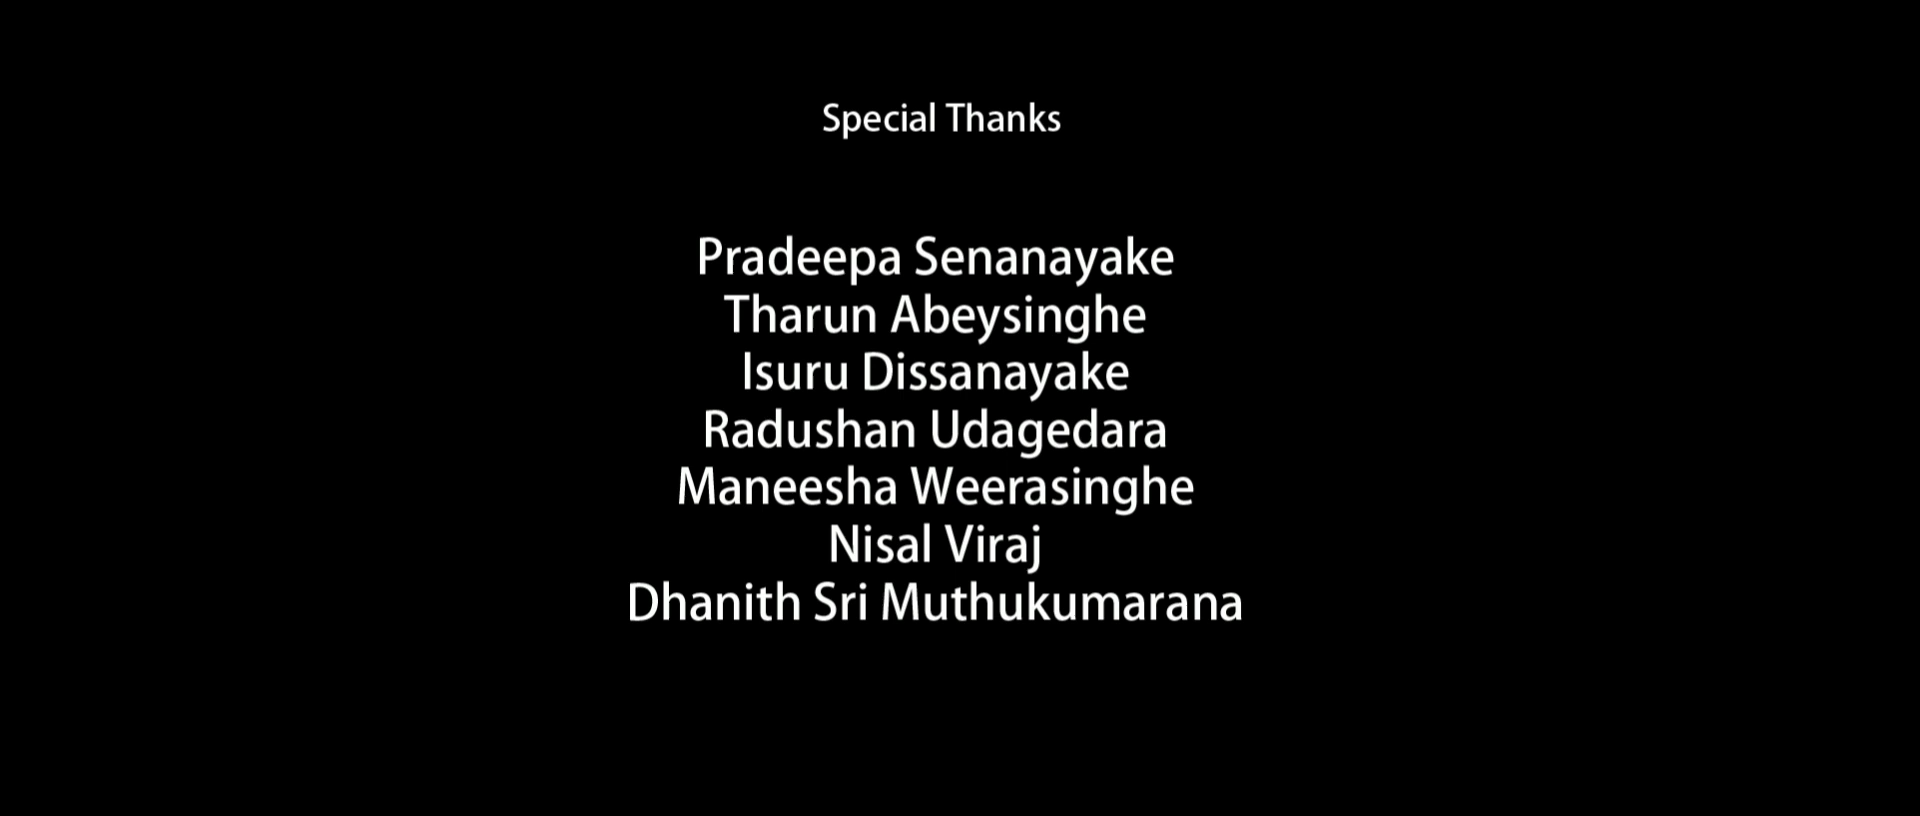 Special Thanks
Pradeepa Senanayake
Tharun Abeysinghe
Isuru Dissanayake
Radushan Udagedara
Maneesha Weerasinghe
Nisal Viraj
Dhanith Sri Muthukumarana